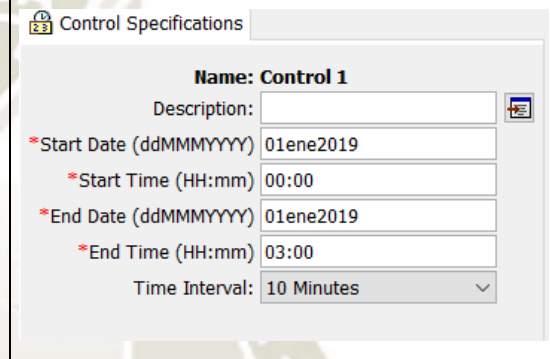 Control Specifications
Name: Control 1
Description:
*Start Date (ddMMMYYYY) 01ene2019
*Start Time (HH:mm) 00:00
*End Date (ddMMMYYYY) 01ene2019
*End Time (HH:mm) 03:00
Time Interval: 10 Minutes